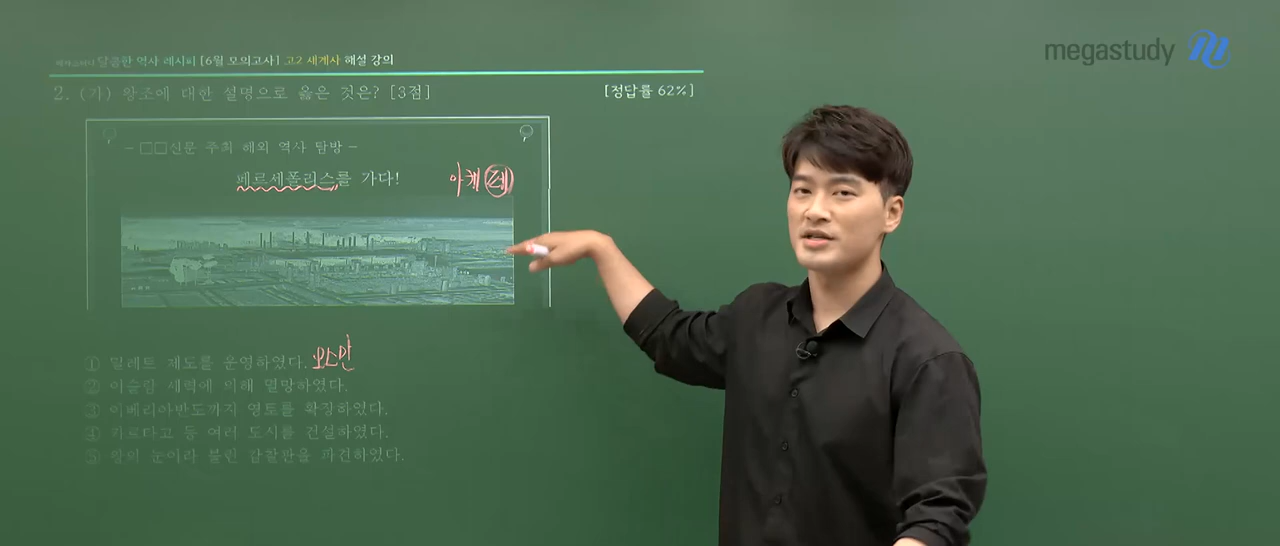 megastudy
달콤한 역사 레시피 [6월 모의고사] 고2 세계사 해설 강의
2. (가) 왕조에 대한 설명으로 옳은 것은? [3점]
[정답률 62%]
- □□신문 주최 해외 역사 탐방 -
페르세폴리스를 가다!
아케 페
① 밀레트 제도를 운영하였다. 오스만
② 이슬람 세력에 의해 멸망하였다.
③ 이베리아반도까지 영토를 확장하였다.
④ 카르타고 등 여러 도시를 건설하였다.
⑤ 왕의 눈이라 불린 감찰관을 파견하였다.